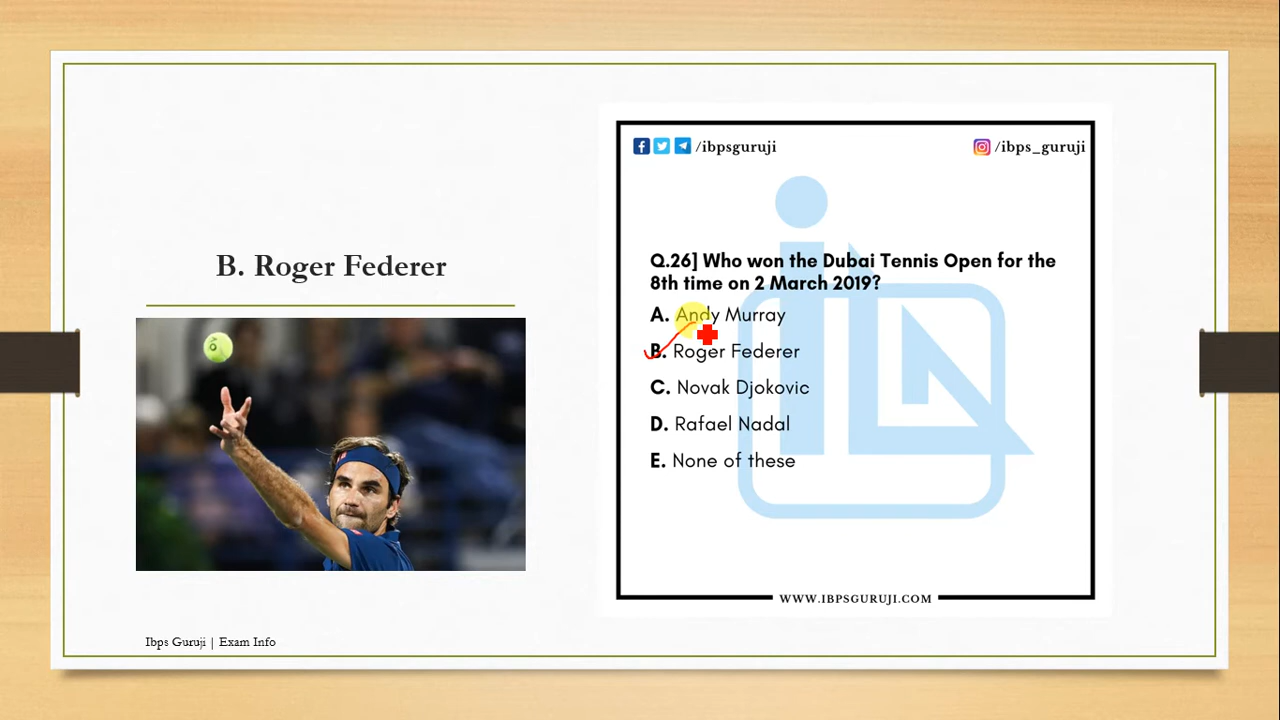 B. Roger Federer
Ibps Guruji | Exam Info
/ibpsguruji
/ibps_guruji
Q.26] Who won the Dubai Tennis Open for the
8th time on 2 March 2019?
A. Andy Murray
B. Roger Federer
C. Novak Djokovic
D. Rafael Nadal
E. None of these
WWW.IBPSGURUJI.COM